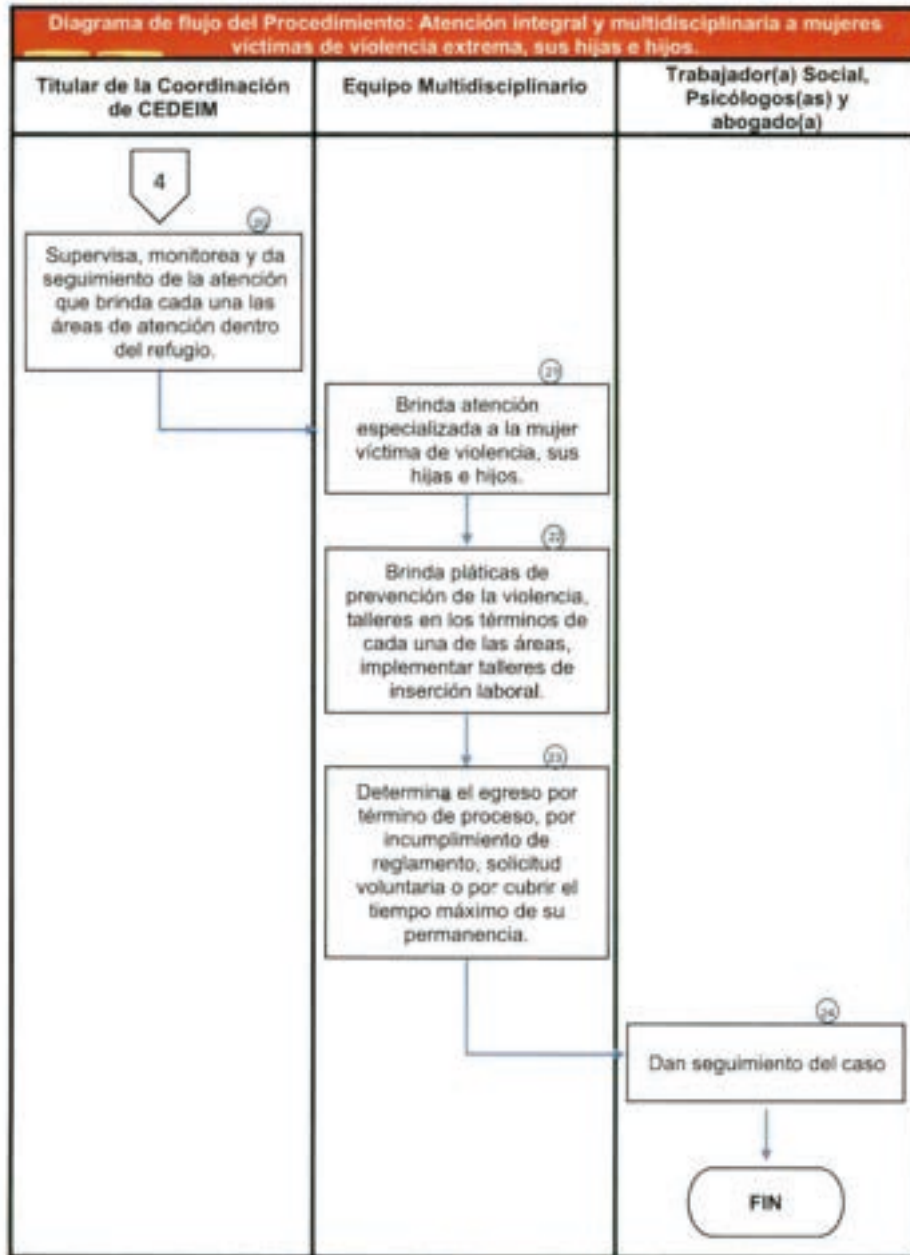 Diagrama de flujo del Procedimiento: Atención integral y multidisciplinaria a mujeres
víctimas de violencia extrema, sus hijas e hijos.
Titular de la Coordinación
de CEDEIM
Equipo Multidisciplinario
Trabajador(a) Social,
Psicólogos(as) y
abogado(a)
4
20
Supervisa, monitorea y da
seguimiento de la atención
que brinda cada una las
áreas de atención dentro
del refugio.
21
Brinda atención
especializada a la mujer
víctima de violencia, sus
hijas e hijos.
22
Brinda pláticas de
prevención de la violencia,
talleres en los términos de
cada una de las áreas,
implementar talleres de
inserción laboral.
23
Determina el egreso por
término de proceso, por
incumplimiento de
reglamento, solicitud
voluntaria o por cubrir el
tiempo máximo de su
permanencia.
24
Dan seguimiento del caso
FIN